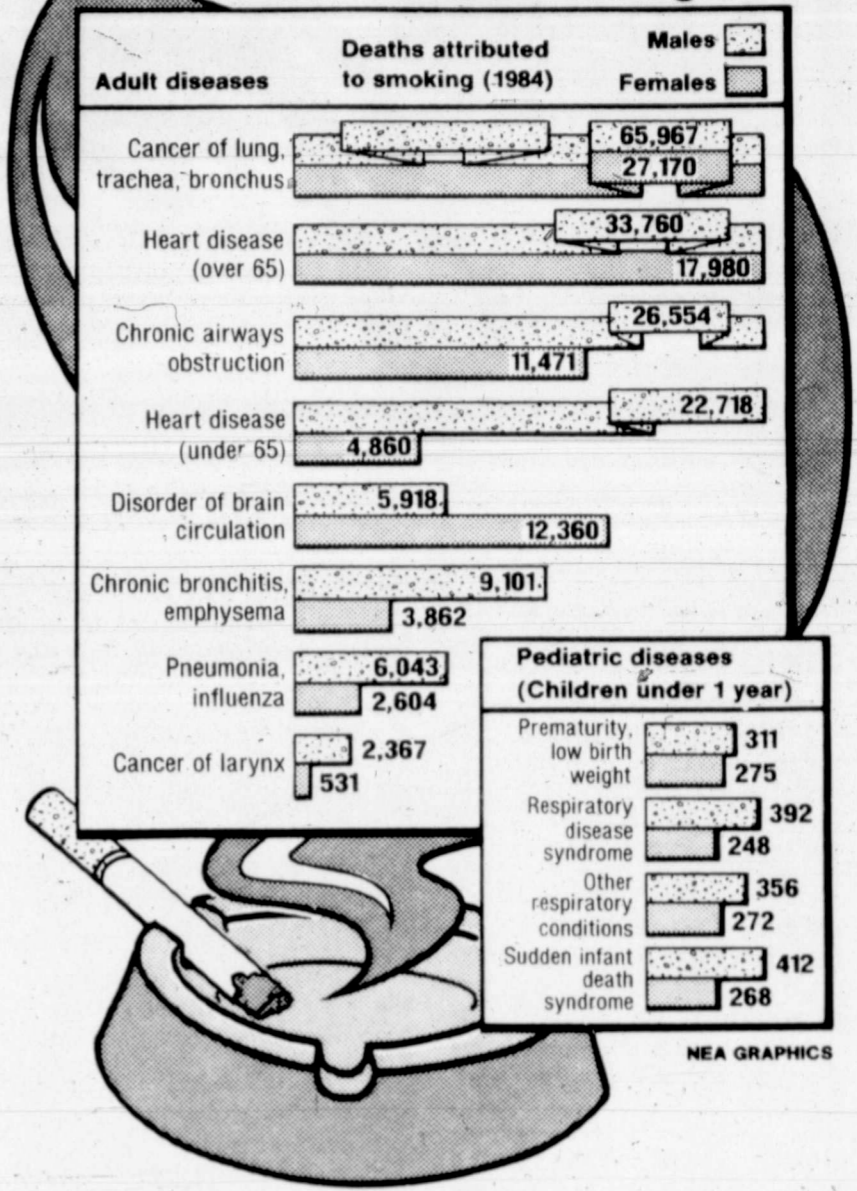 Adult diseases
Deaths attributed
to smoking (1984)
Males
Females
Cancer of lung,
trachea, bronchus
65,967
27,170
Heart disease
(over 65)
33,760
17,980
Chronic airways
obstruction
26,554
11,471
Heart disease
(under 65)
22,718
4,860
Disorder of brain
circulation
5,918
12,360
Chronic bronchitis,
emphysema
9,101
3,862
Pneumonia,
influenza
6,043
2,604
Cancer of larynx
2,367
531
Pediatric diseases
(Children under 1 year)
Prematurity,
low birth
weight
311
275
Respiratory
disease
syndrome
392
248
Other
respiratory
conditions
356
272
Sudden infant
death
syndrome
412
268
NEA GRAPHICS